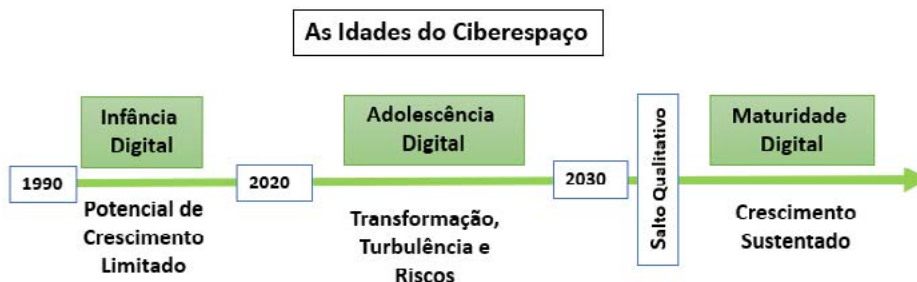 As Idades do Ciberespaço
Infância
Digital
Adolescência
Digital
Maturidade
Digital
1990
2020
2030
Salto Qualitativo
Potencial de
Crescimento
Limitado
Transformação,
Turbulência e
Riscos
Crescimento
Sustentado